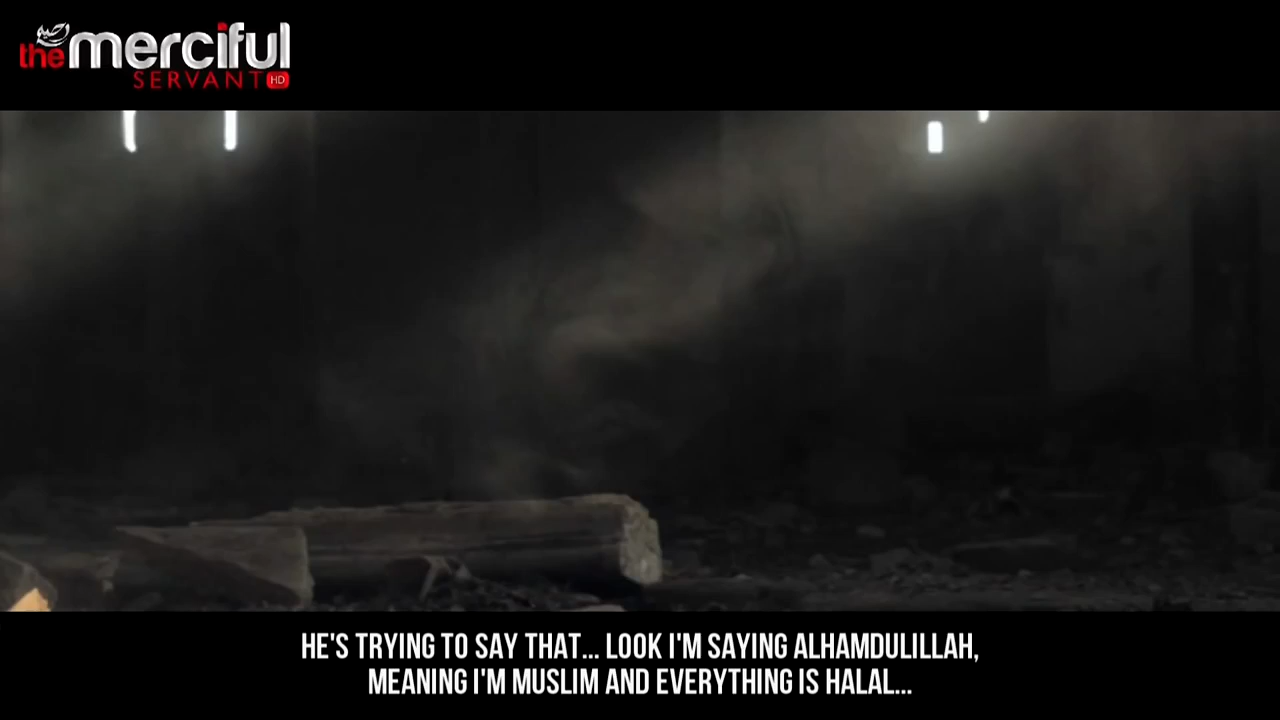 the merciful
SERVANT HD
HE'S TRYING TO SAY THAT... LOOK I'M SAYING ALHAMDULILLAH,
MEANING I'M MUSLIM AND EVERYTHING IS HALAL...